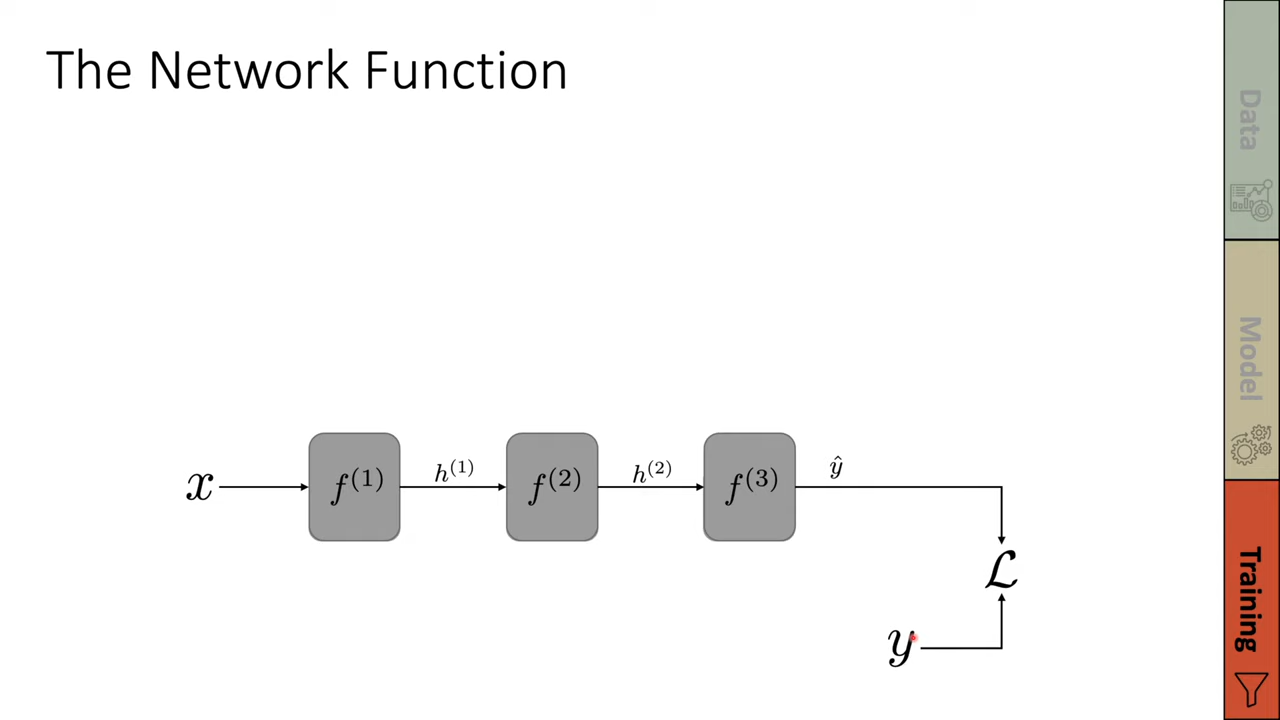 The Network Function
x
f^{(1)}
h^{(1)}
f^{(2)}
h^{(2)}
f^{(3)}
ŷ
ℒ
y
Data
Model
Training